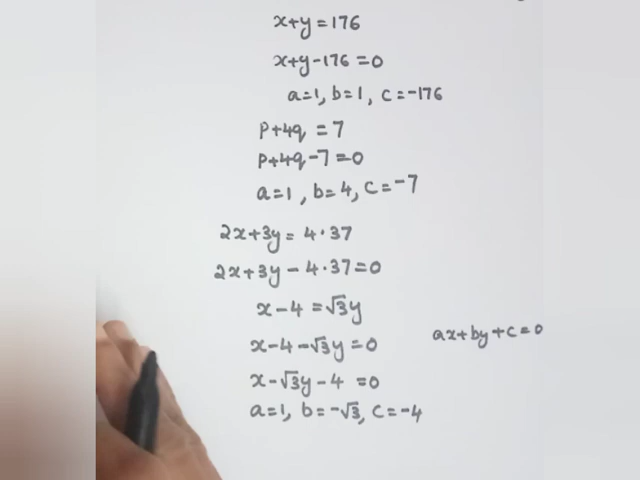 x+y=176
x+y-176=0
a=1, b=1, c=-176
p+4q=7
p+4q-7=0
a=1, b=4, c=-7
2x+3y=4·37
2x+3y-4·37=0
x-4=√3y
x-4-√3y=0
ax+by+c=0
x-√3y-4=0
a=1, b=-√3, c=-4